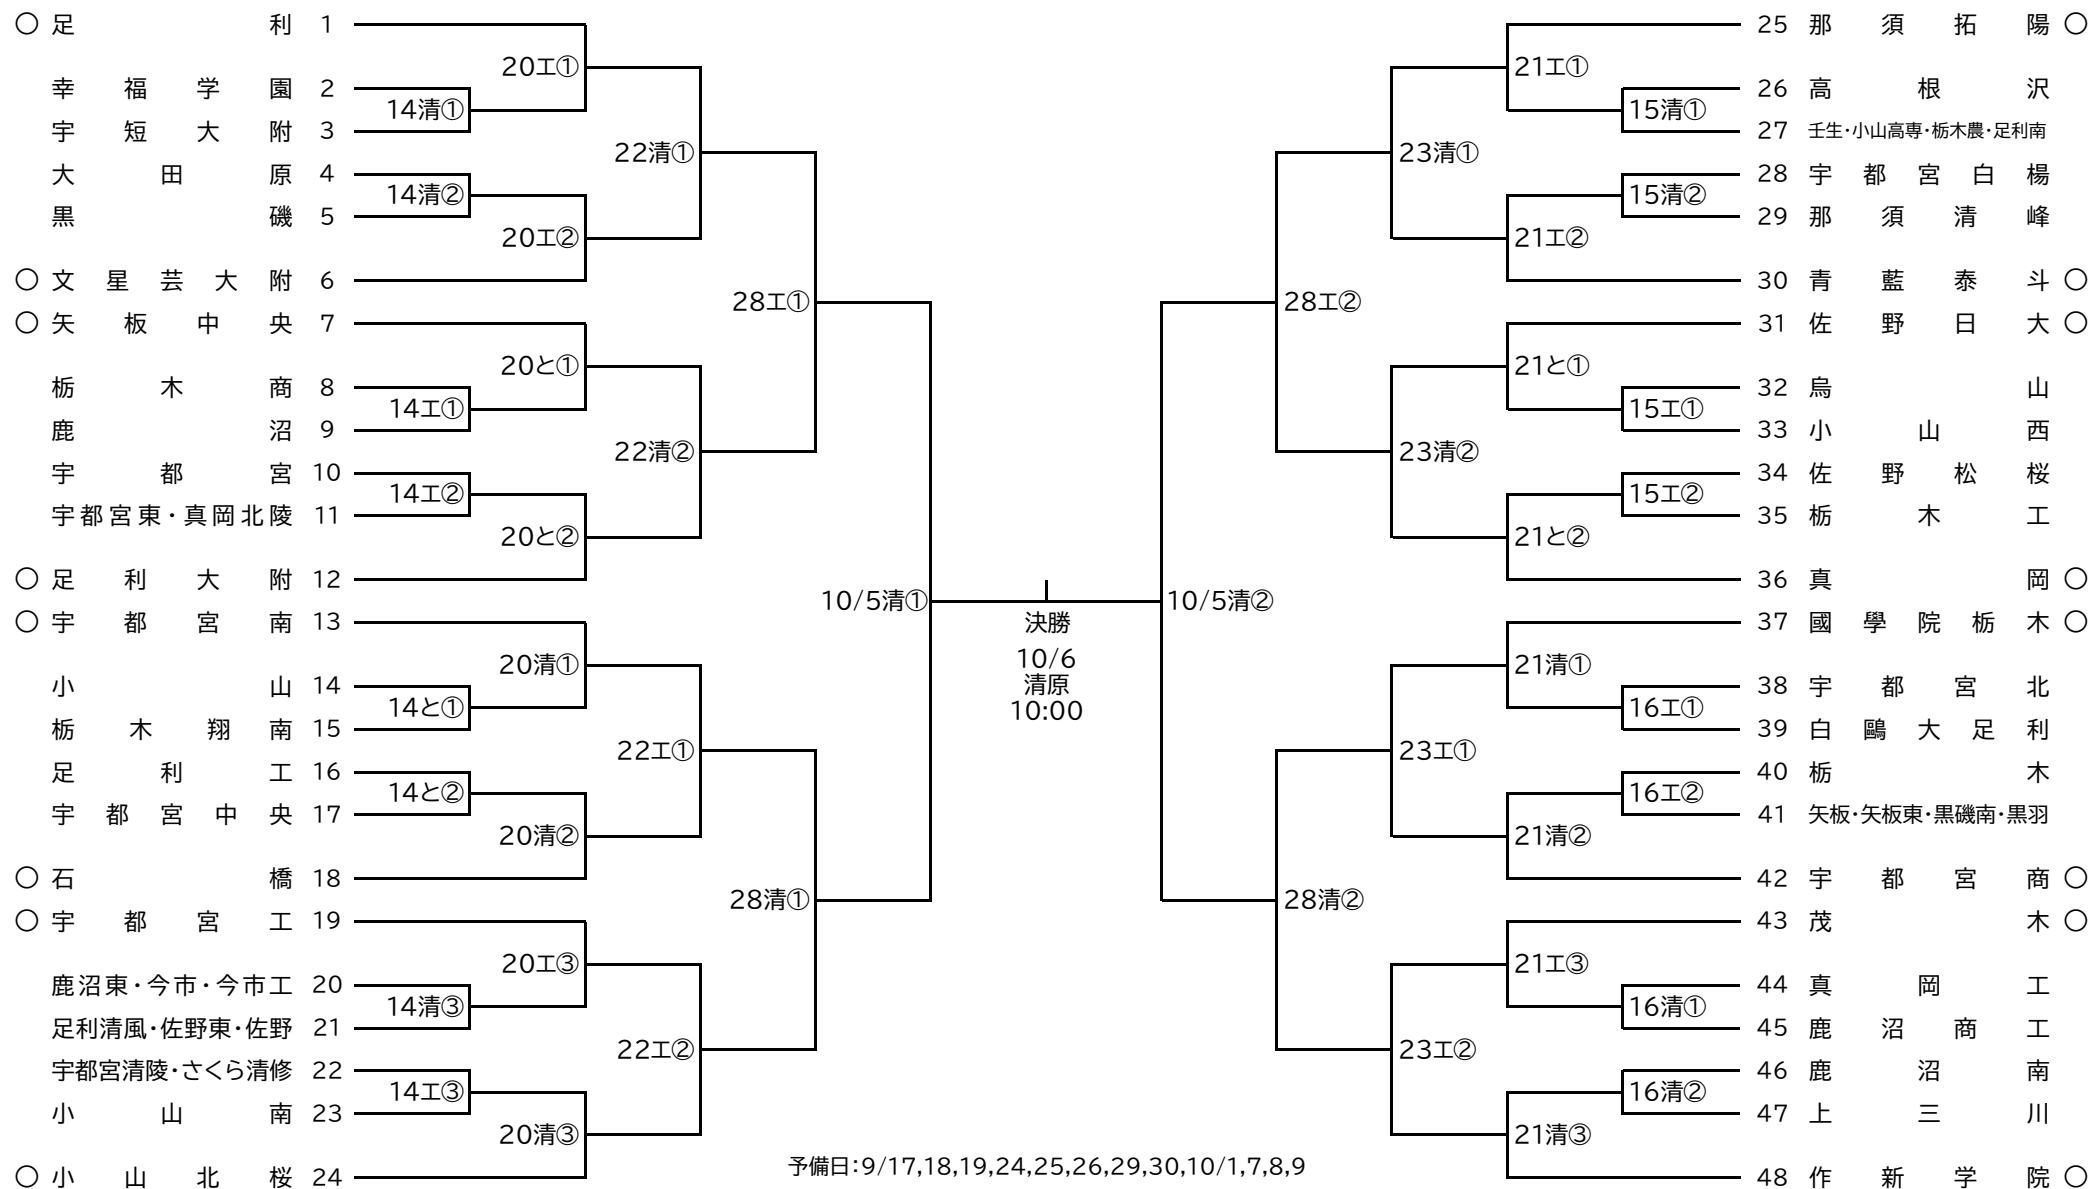 ○ 足利 1
20エ①
幸福学園 2
14清①
宇短大附 3
22清①
大田原 4
14清②
黒磯 5
20エ②
○ 文星芸大附 6
28エ①
○ 矢板中央 7
20と①
栃木商 8
14エ①
鹿沼 9
22清②
宇都宮 10
14エ②
宇都宮東・真岡北陵 11
20と②
○ 足利大附 12
10/5清①
○ 宇都宮南 13
20清①
小山 14
14と①
栃木翔南 15
22エ①
足利工 16
14と②
宇都宮中央 17
20清②
○ 石橋 18
28清①
○ 宇都宮工 19
20エ③
鹿沼東・今市・今市工 20
14清③
足利清風・佐野東・佐野 21
22エ②
宇都宮清陵・さくら清修 22
14エ③
小山南 23
20清③
○ 小山北桜 24
決勝
10/6
清原
10:00
予備日:9/17,18,19,24,25,26,29,30,10/1,7,8,9
25 那須拓陽 ○
21エ①
26 高根沢
15清①
27 壬生・小山高専・栃木農・足利南
23清①
28 宇都宮白楊
15清②
29 那須清峰
21エ②
30 青藍泰斗 ○
28エ②
31 佐野日大 ○
21と①
32 烏山
15エ①
33 小山西
23清②
34 佐野松桜
15エ②
35 栃木工
21と②
36 真岡 ○
10/5清②
37 國學院栃木 ○
21清①
38 宇都宮北
16エ①
39 白鷗大足利
23エ①
40 栃木
16エ②
41 矢板・矢板東・黒磯南・黒羽
21清②
42 宇都宮商 ○
28清②
43 茂木 ○
21エ③
44 真岡工
16清①
45 鹿沼商工
23エ②
46 鹿沼南
16清②
47 上三川
21清③
48 作新学院 ○